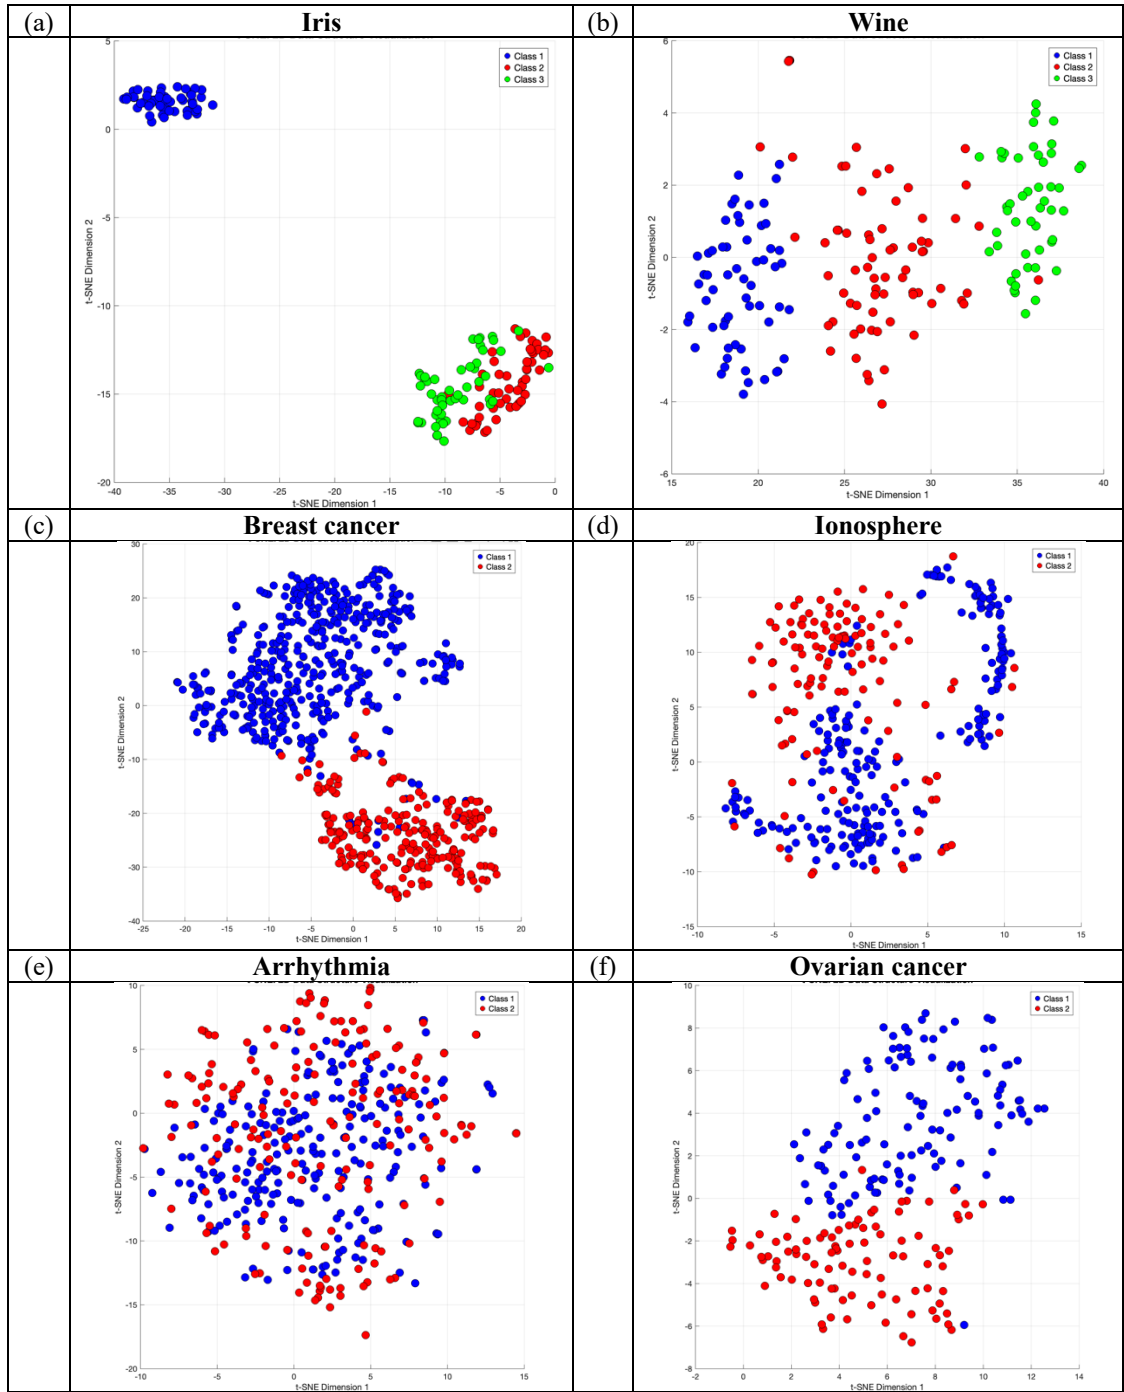 (a) Iris (b) Wine
Class 1
Class 2
Class 3
5
0
-5
-10
-15
-20
-40 -35 -30 -25 -20 -15 -10 -5 0
t-SNE Dimension 1
t-SNE Dimension 2
Class 1
Class 2
Class 3
6
4
2
0
-2
-4
-6
15 20 25 30 35 40
t-SNE Dimension 1
t-SNE Dimension 2
(c) Breast cancer (d) Ionosphere
Class 1
Class 2
30
20
10
0
-10
-20
-30
-40
-25 -20 -15 -10 -5 0 5 10 15 20
t-SNE Dimension 1
t-SNE Dimension 2
Class 1
Class 2
20
15
10
5
0
-5
-10
-15
-10 -5 0 5 10 15
t-SNE Dimension 1
t-SNE Dimension 2
(e) Arrhythmia (f) Ovarian cancer
Class 1
Class 2
10
5
0
-5
-10
-15
-20
-10 -5 0 5 10 15
t-SNE Dimension 1
t-SNE Dimension 2
Class 1
Class 2
10
8
6
4
2
0
-2
-4
-6
-8
-2 0 2 4 6 8 10 12 14
t-SNE Dimension 1
t-SNE Dimension 2